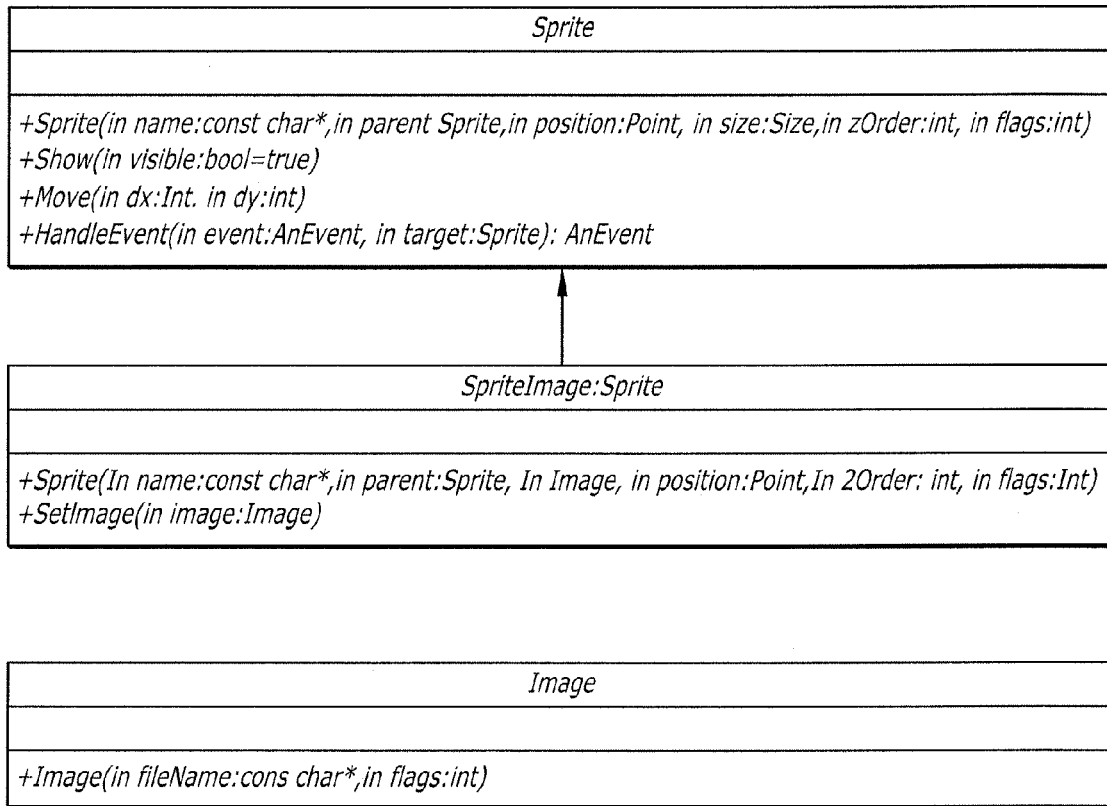 Sprite
+Sprite(in name:const char*,in parent Sprite,in position:Point, in size:Size,in zOrder:int, in flags:int)
+Show(in visible:bool=true)
+Move(in dx:Int. in dy:int)
+HandleEvent(in event:AnEvent, in target:Sprite): AnEvent
SpriteImage:Sprite
+Sprite(In name:const char*,in parent:Sprite, In Image, in position:Point,In 2Order: int, in flags:Int)
+SetImage(in image:Image)
Image
+Image(in fileName:cons char*,in flags:int)